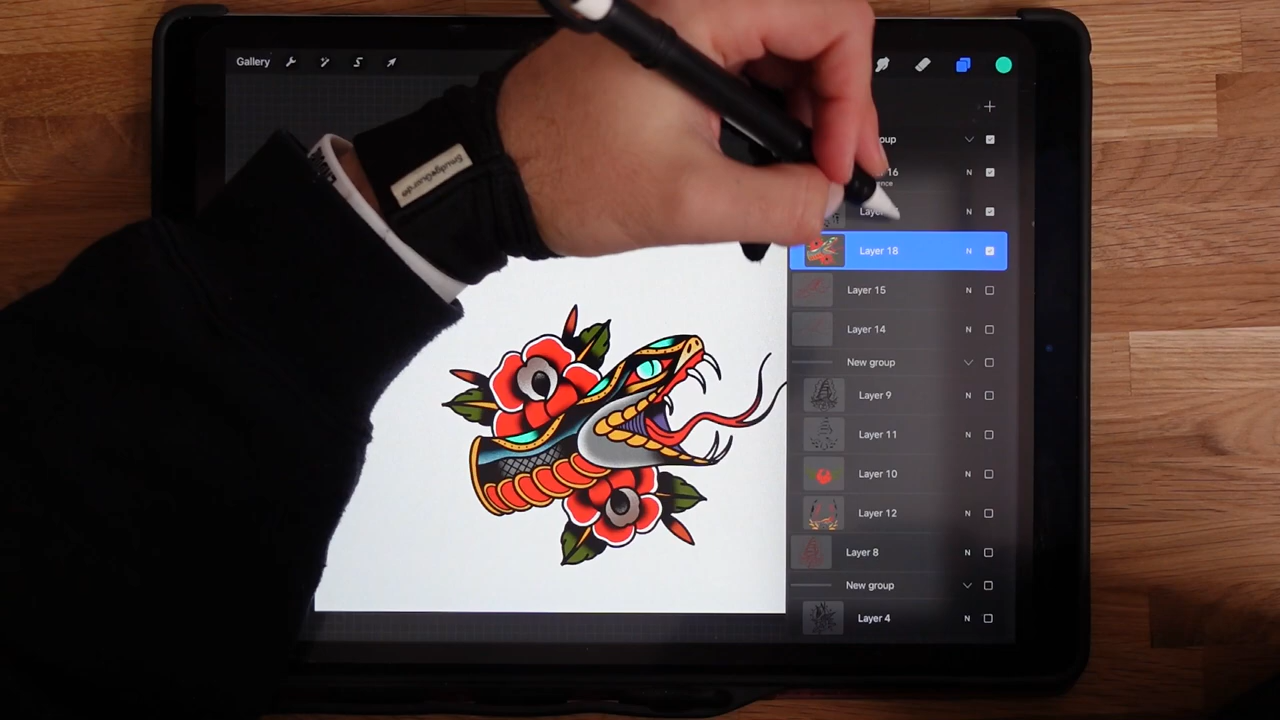 Gallery
SmudgeGuard
Layer 18
N
Layer 15
N
Layer 14
N
New group
Layer 9
N
Layer 11
N
Layer 10
N
Layer 12
N
Layer 8
N
New group
Layer 4
N